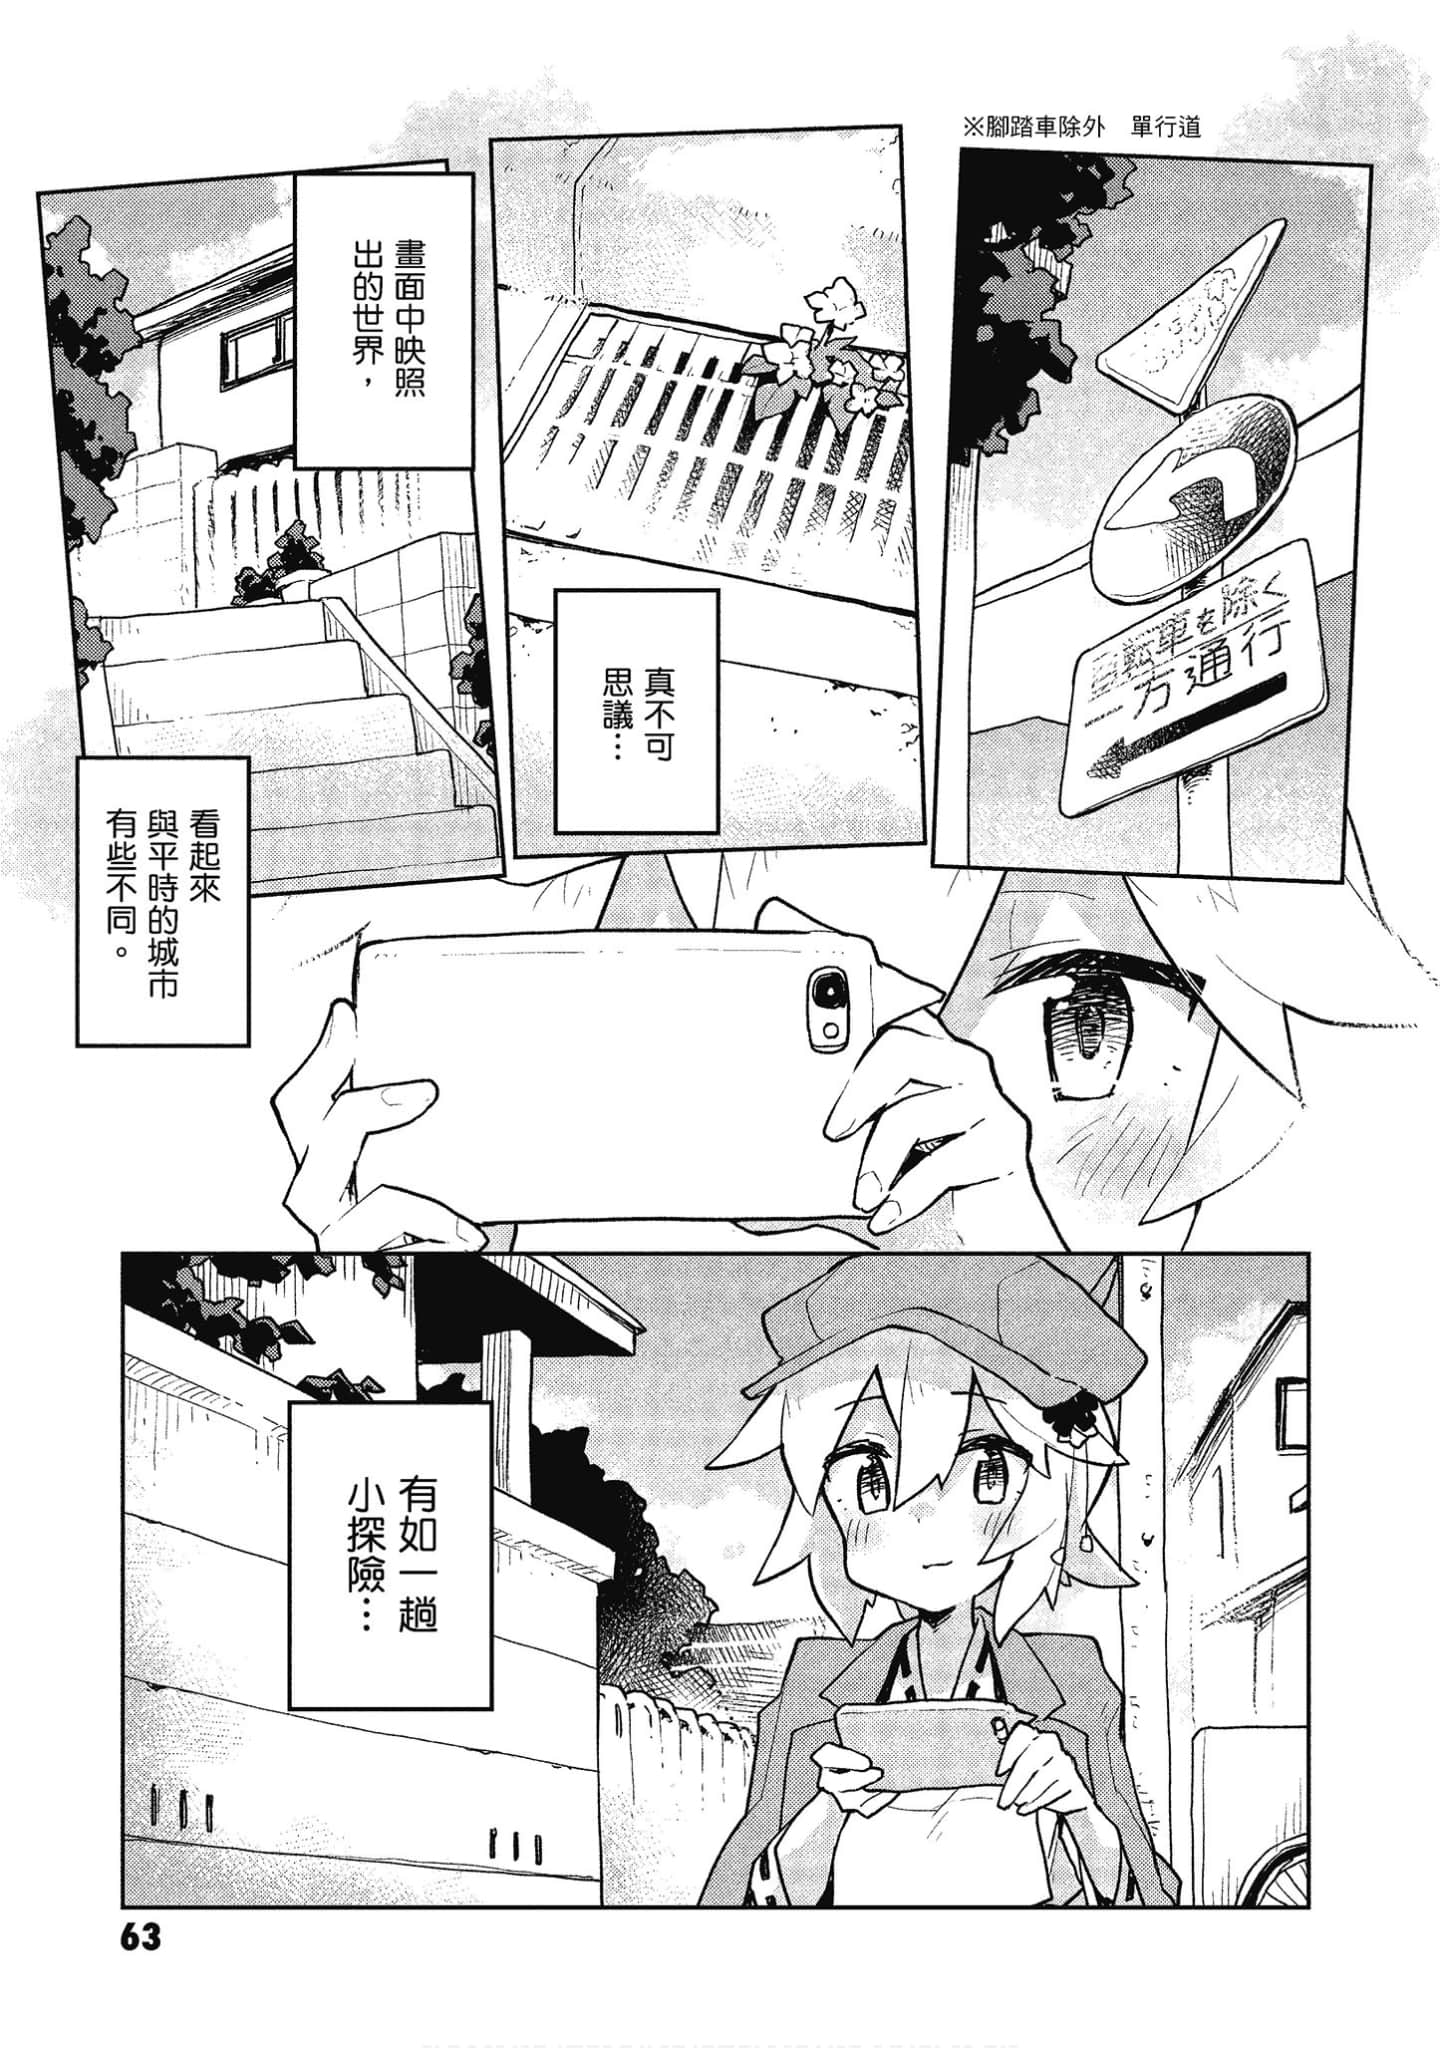 ※腳踏車除外　單行道
自転車を除く
一方通行
真不可
思議…
畫面中映照
出的世界，
看起來
與平時的城市
有些不同。
有如一趟
小探險…
63